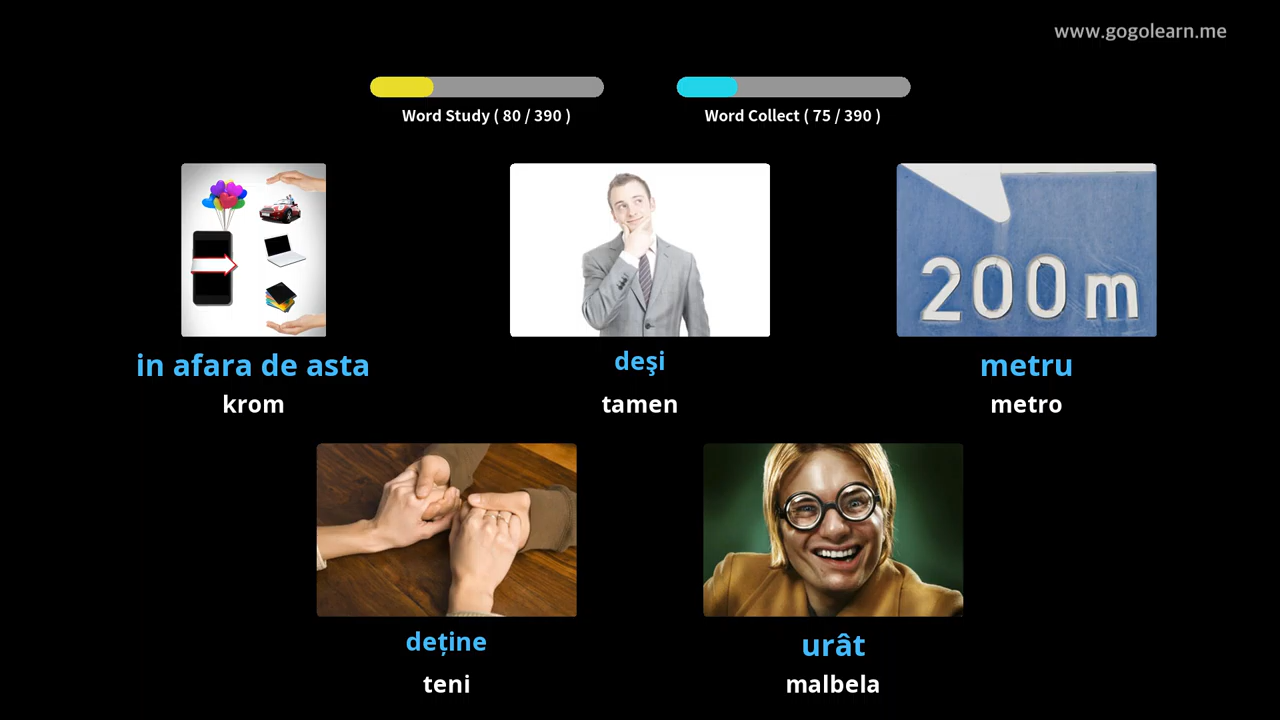 www.gogolearn.me
Word Study ( 80 / 390 )
Word Collect ( 75 / 390 )
200 m
in afara de asta
deşi
metru
krom
tamen
metro
deține
urât
teni
malbela